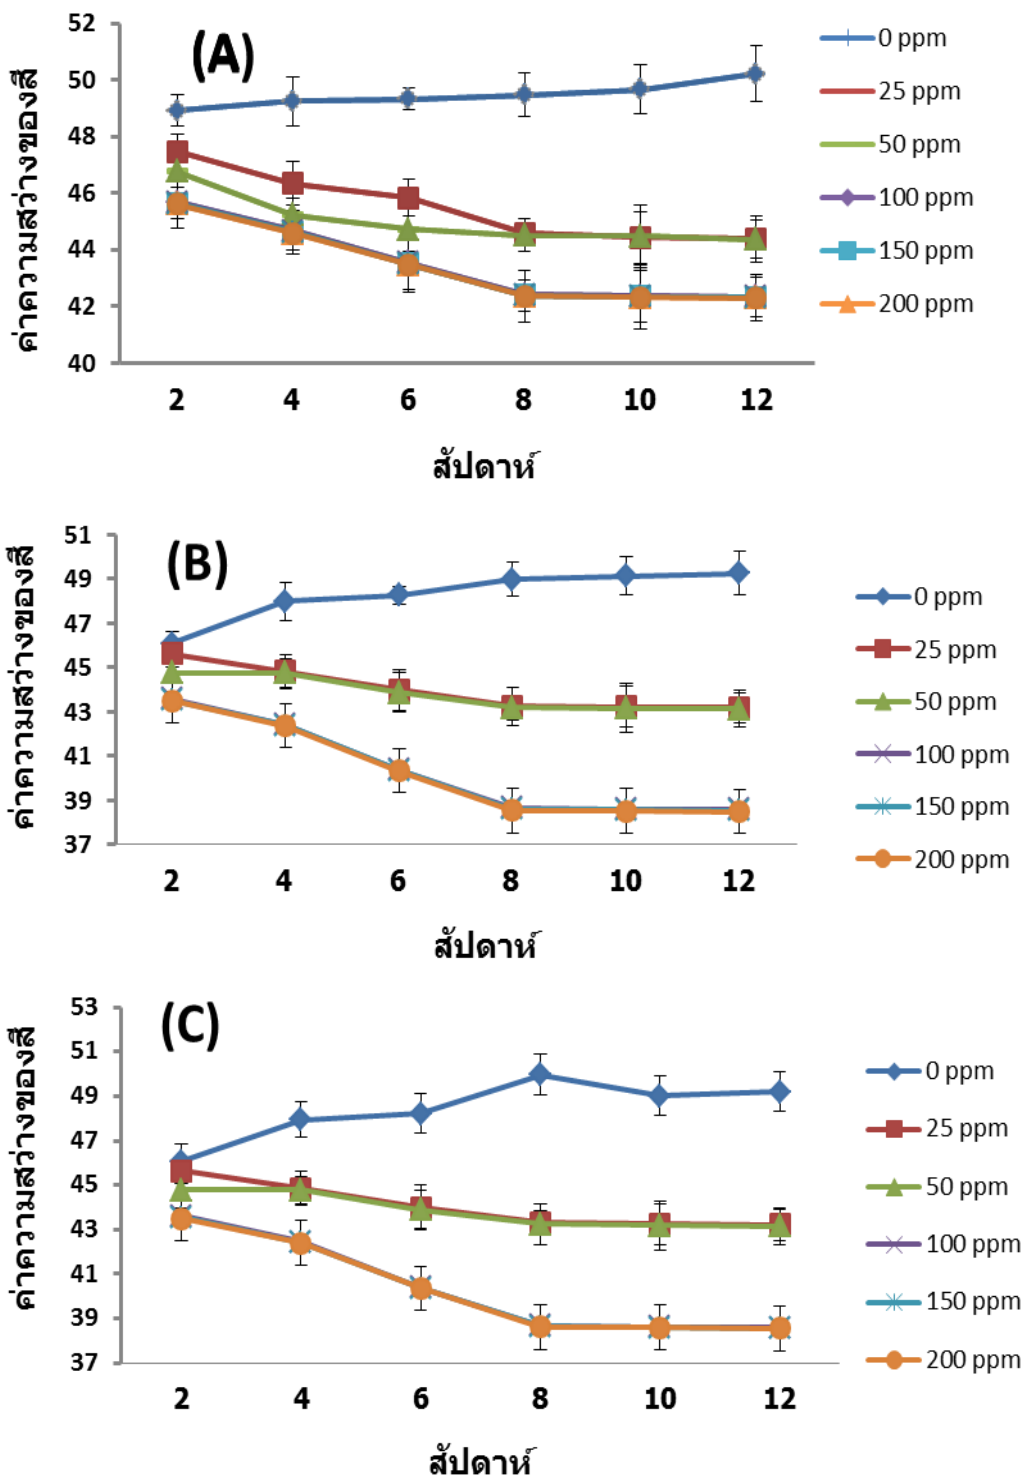 (A)
ค่าความสว่างของสี
52
50
48
46
44
42
40
2 4 6 8 10 12
สัปดาห์
0 ppm
25 ppm
50 ppm
100 ppm
150 ppm
200 ppm
(B)
ค่าความสว่างของสี
51
49
47
45
43
41
39
37
2 4 6 8 10 12
สัปดาห์
0 ppm
25 ppm
50 ppm
100 ppm
150 ppm
200 ppm
(C)
ค่าความสว่างของสี
53
51
49
47
45
43
41
39
37
2 4 6 8 10 12
สัปดาห์
0 ppm
25 ppm
50 ppm
100 ppm
150 ppm
200 ppm